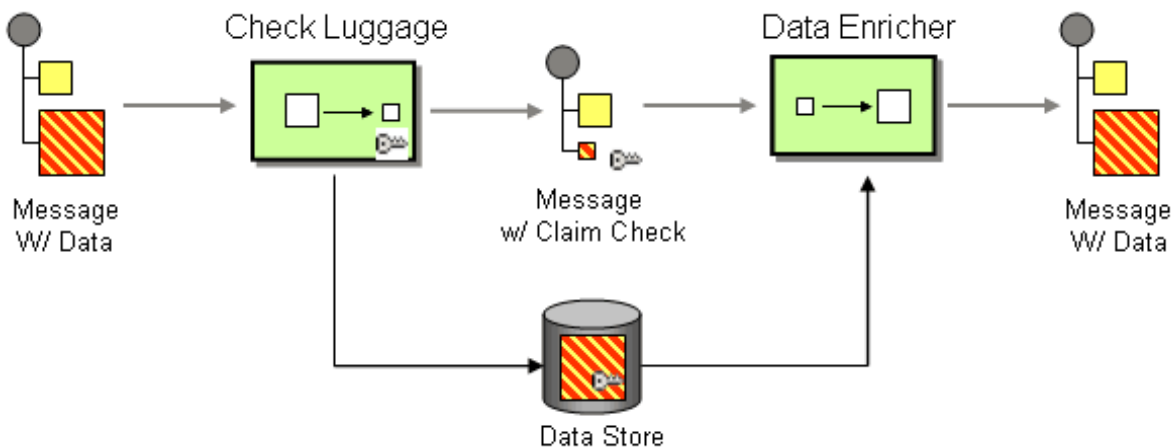 Check Luggage
Data Enricher
Message
W/ Data
Message
w/ Claim Check
Message
W/ Data
Data Store